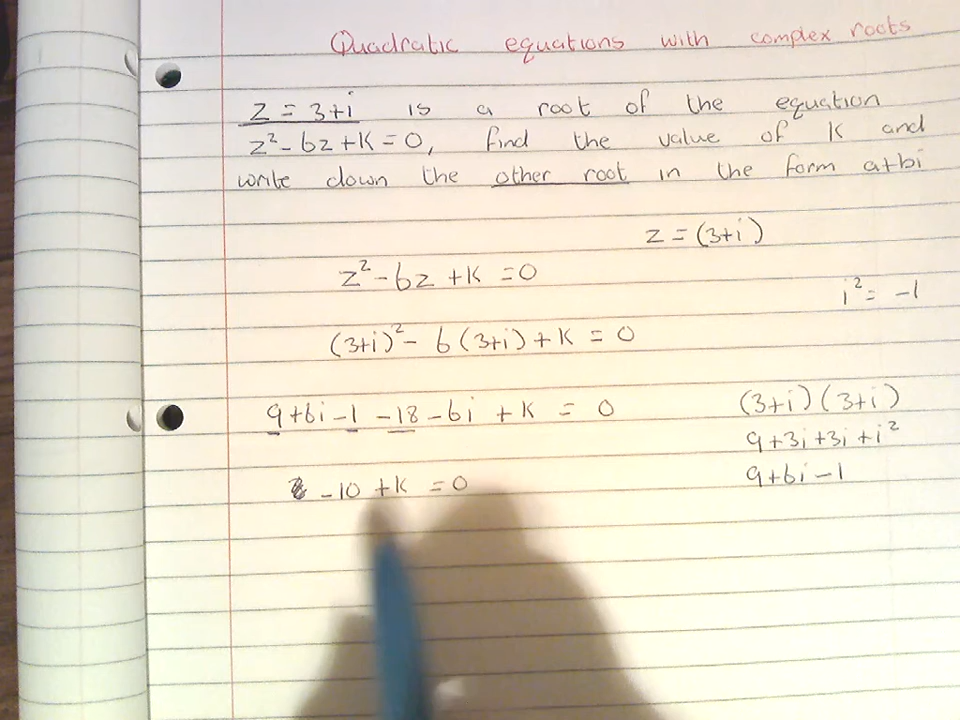 Quadratic equations with complex roots
z = 3+i is a root of the equation
z² - 6z + k = 0, find the value of k and
write down the other root in the form a+bi
z = (3+i)
z² - 6z + k = 0
i² = -1
(3+i)² - 6(3+i) + k = 0
9 + 6i - 1 - 18 - 6i + k = 0
(3+i)(3+i)
9 + 3i + 3i + i²
9 + 6i - 1
-10 + k = 0